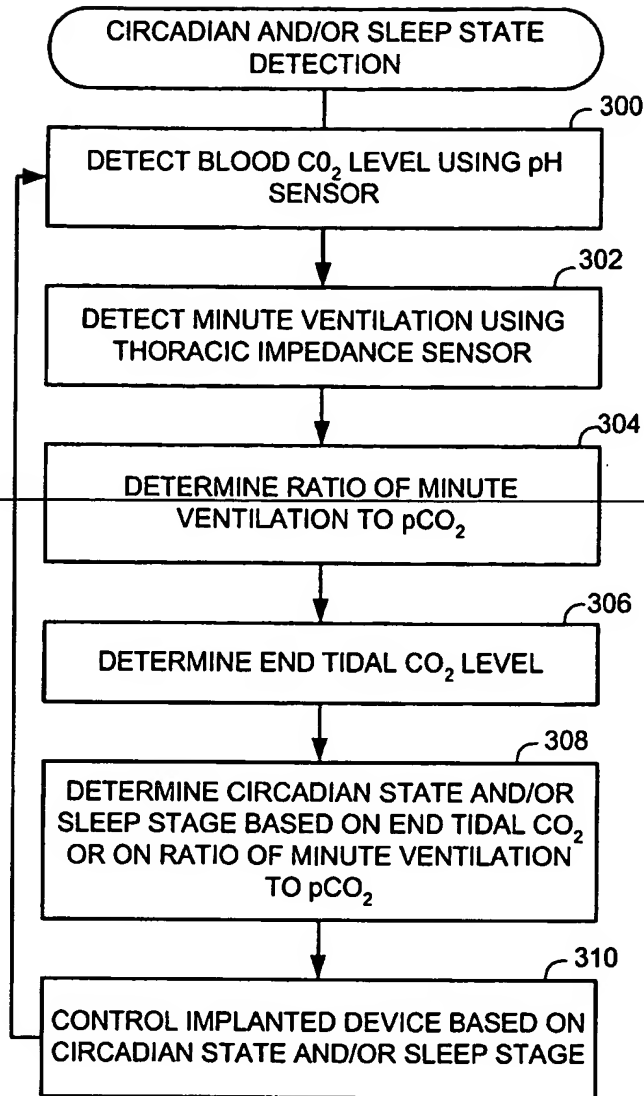 CIRCADIAN AND/OR SLEEP STATE
DETECTION
300
DETECT BLOOD C0₂ LEVEL USING pH
SENSOR
302
DETECT MINUTE VENTILATION USING
THORACIC IMPEDANCE SENSOR
304
DETERMINE RATIO OF MINUTE
VENTILATION TO pCO₂
306
DETERMINE END TIDAL CO₂ LEVEL
308
DETERMINE CIRCADIAN STATE AND/OR
SLEEP STAGE BASED ON END TIDAL CO₂
OR ON RATIO OF MINUTE VENTILATION
TO pCO₂
310
CONTROL IMPLANTED DEVICE BASED ON
CIRCADIAN STATE AND/OR SLEEP STAGE